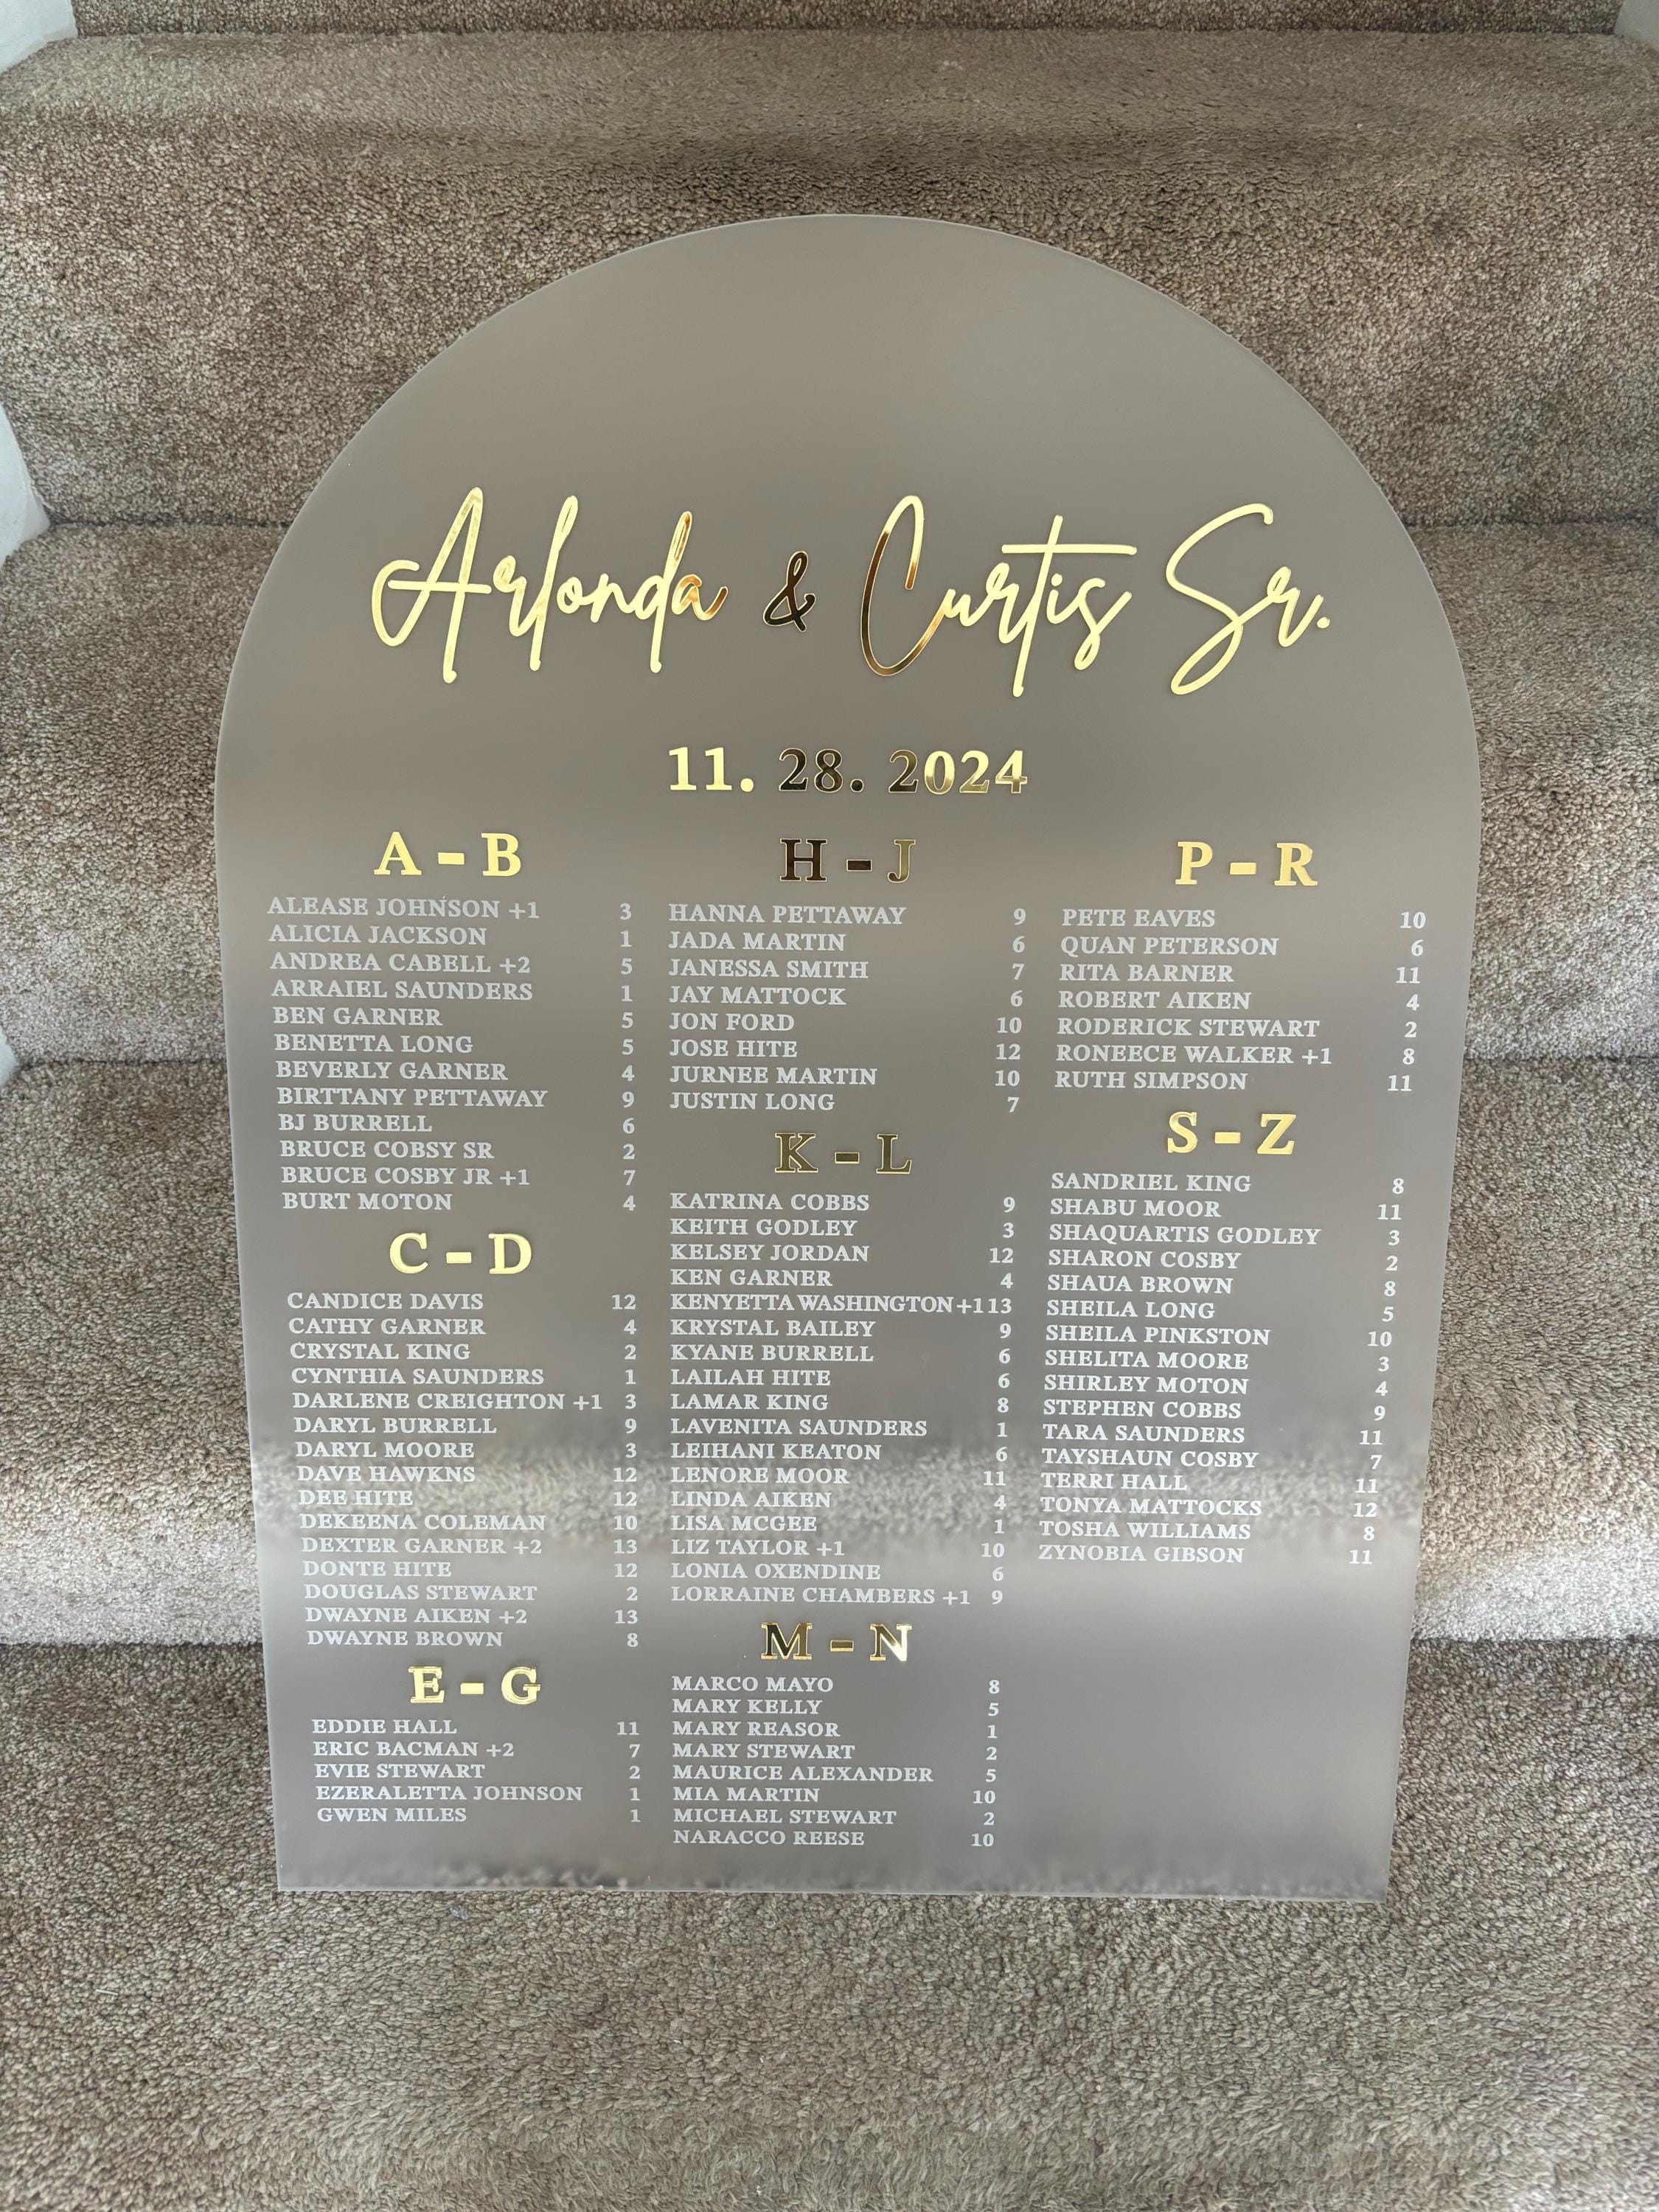 Arlonda & Curtis Sr.
11. 28. 2024
A - B
ALEASE JOHNSON +1 3
ALICIA JACKSON 1
ANDREA CABELL +2 5
ARRAIEL SAUNDERS 1
BEN GARNER 5
BENETTA LONG 5
BEVERLY GARNER 4
BIRTTANY PETTAWAY 9
BJ BURRELL 6
BRUCE COBSY SR 2
BRUCE COSBY JR +1 7
BURT MOTON 4
C - D
CANDICE DAVIS 12
CATHY GARNER 4
CRYSTAL KING 2
CYNTHIA SAUNDERS 1
DARLENE CREIGHTON +1 3
DARYL BURRELL 9
DARYL MOORE 3
DAVE HAWKNS 12
DEE HITE 12
DEKEENA COLEMAN 10
DEXTER GARNER +2 13
DONTE HITE 12
DOUGLAS STEWART 2
DWAYNE AIKEN +2 13
DWAYNE BROWN 8
E - G
EDDIE HALL 11
ERIC BACMAN +2 7
EVIE STEWART 2
EZERALETTA JOHNSON 1
GWEN MILES 1
H - J
HANNA PETTAWAY 9
JADA MARTIN 6
JANESSA SMITH 7
JAY MATTOCK 6
JON FORD 10
JOSE HITE 12
JURNEE MARTIN 10
JUSTIN LONG 7
K - L
KATRINA COBBS 9
KEITH GODLEY 3
KELSEY JORDAN 12
KEN GARNER 4
KENYETTA WASHINGTON +1 13
KRYSTAL BAILEY 9
KYANE BURRELL 6
LAILAH HITE 6
LAMAR KING 8
LAVENITA SAUNDERS 1
LEIHANI KEATON 6
LENORE MOOR 11
LINDA AIKEN 4
LISA MCGEE 1
LIZ TAYLOR +1 10
LONIA OXENDINE 6
LORRAINE CHAMBERS +1 9
M - N
MARCO MAYO 8
MARY KELLY 5
MARY REASOR 1
MARY STEWART 2
MAURICE ALEXANDER 5
MIA MARTIN 10
MICHAEL STEWART 2
NARACCO REESE 10
P - R
PETE EAVES 10
QUAN PETERSON 6
RITA BARNER 11
ROBERT AIKEN 4
RODERICK STEWART 2
RONEECE WALKER +1 8
RUTH SIMPSON 11
S - Z
SANDRIEL KING 8
SHABU MOOR 11
SHAQUARTIS GODLEY 3
SHARON COSBY 2
SHAUA BROWN 8
SHEILA LONG 5
SHEILA PINKSTON 10
SHELITA MOORE 3
SHIRLEY MOTON 4
STEPHEN COBBS 9
TARA SAUNDERS 11
TAYSHAUN COSBY 7
TERRI HALL 11
TONYA MATTOCKS 12
TOSHA WILLIAMS 8
ZYNOBIA GIBSON 11